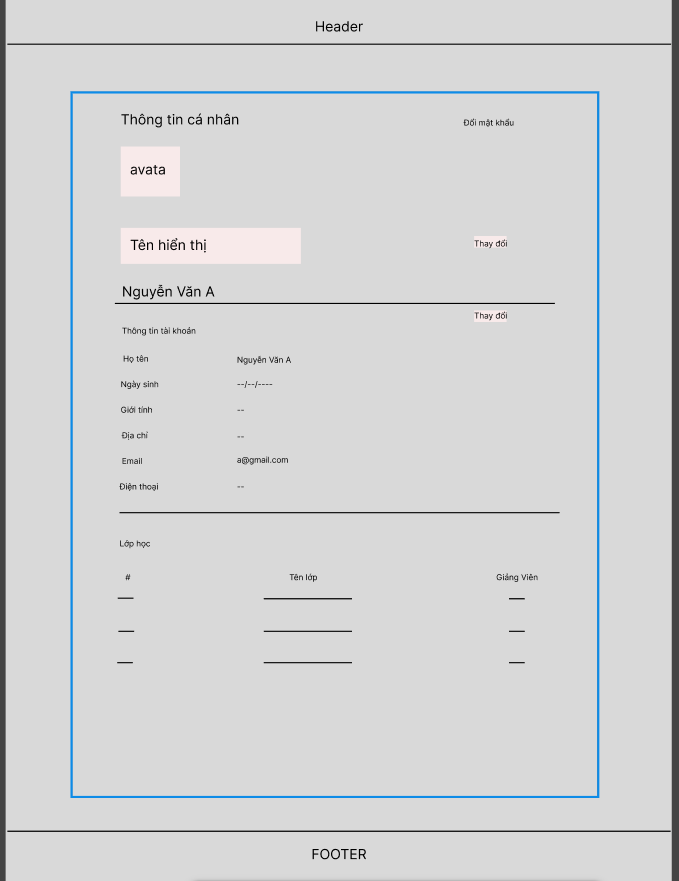 Header
Thông tin cá nhân
Đổi mật khẩu
avata
Tên hiển thị
Thay đổi
Nguyễn Văn A
Thay đổi
Thông tin tài khoản
Họ tên Nguyễn Văn A
Ngày sinh --/--/----
Giới tính --
Địa chỉ --
Email a@gmail.com
Điện thoại --
Lớp học
# Tên lớp Giảng Viên
FOOTER